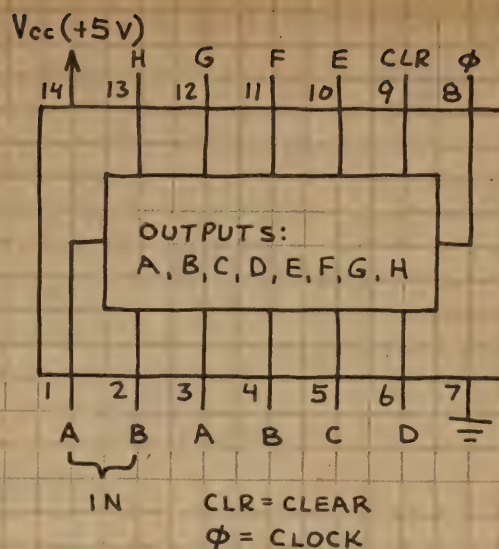 Vcc (+5V)
H G F E CLR ϕ
14 13 12 11 10 9 8
OUTPUTS:
A, B, C, D, E, F, G, H
1 2 3 4 5 6 7
A B A B C D
IN
CLR = CLEAR
ϕ = CLOCK